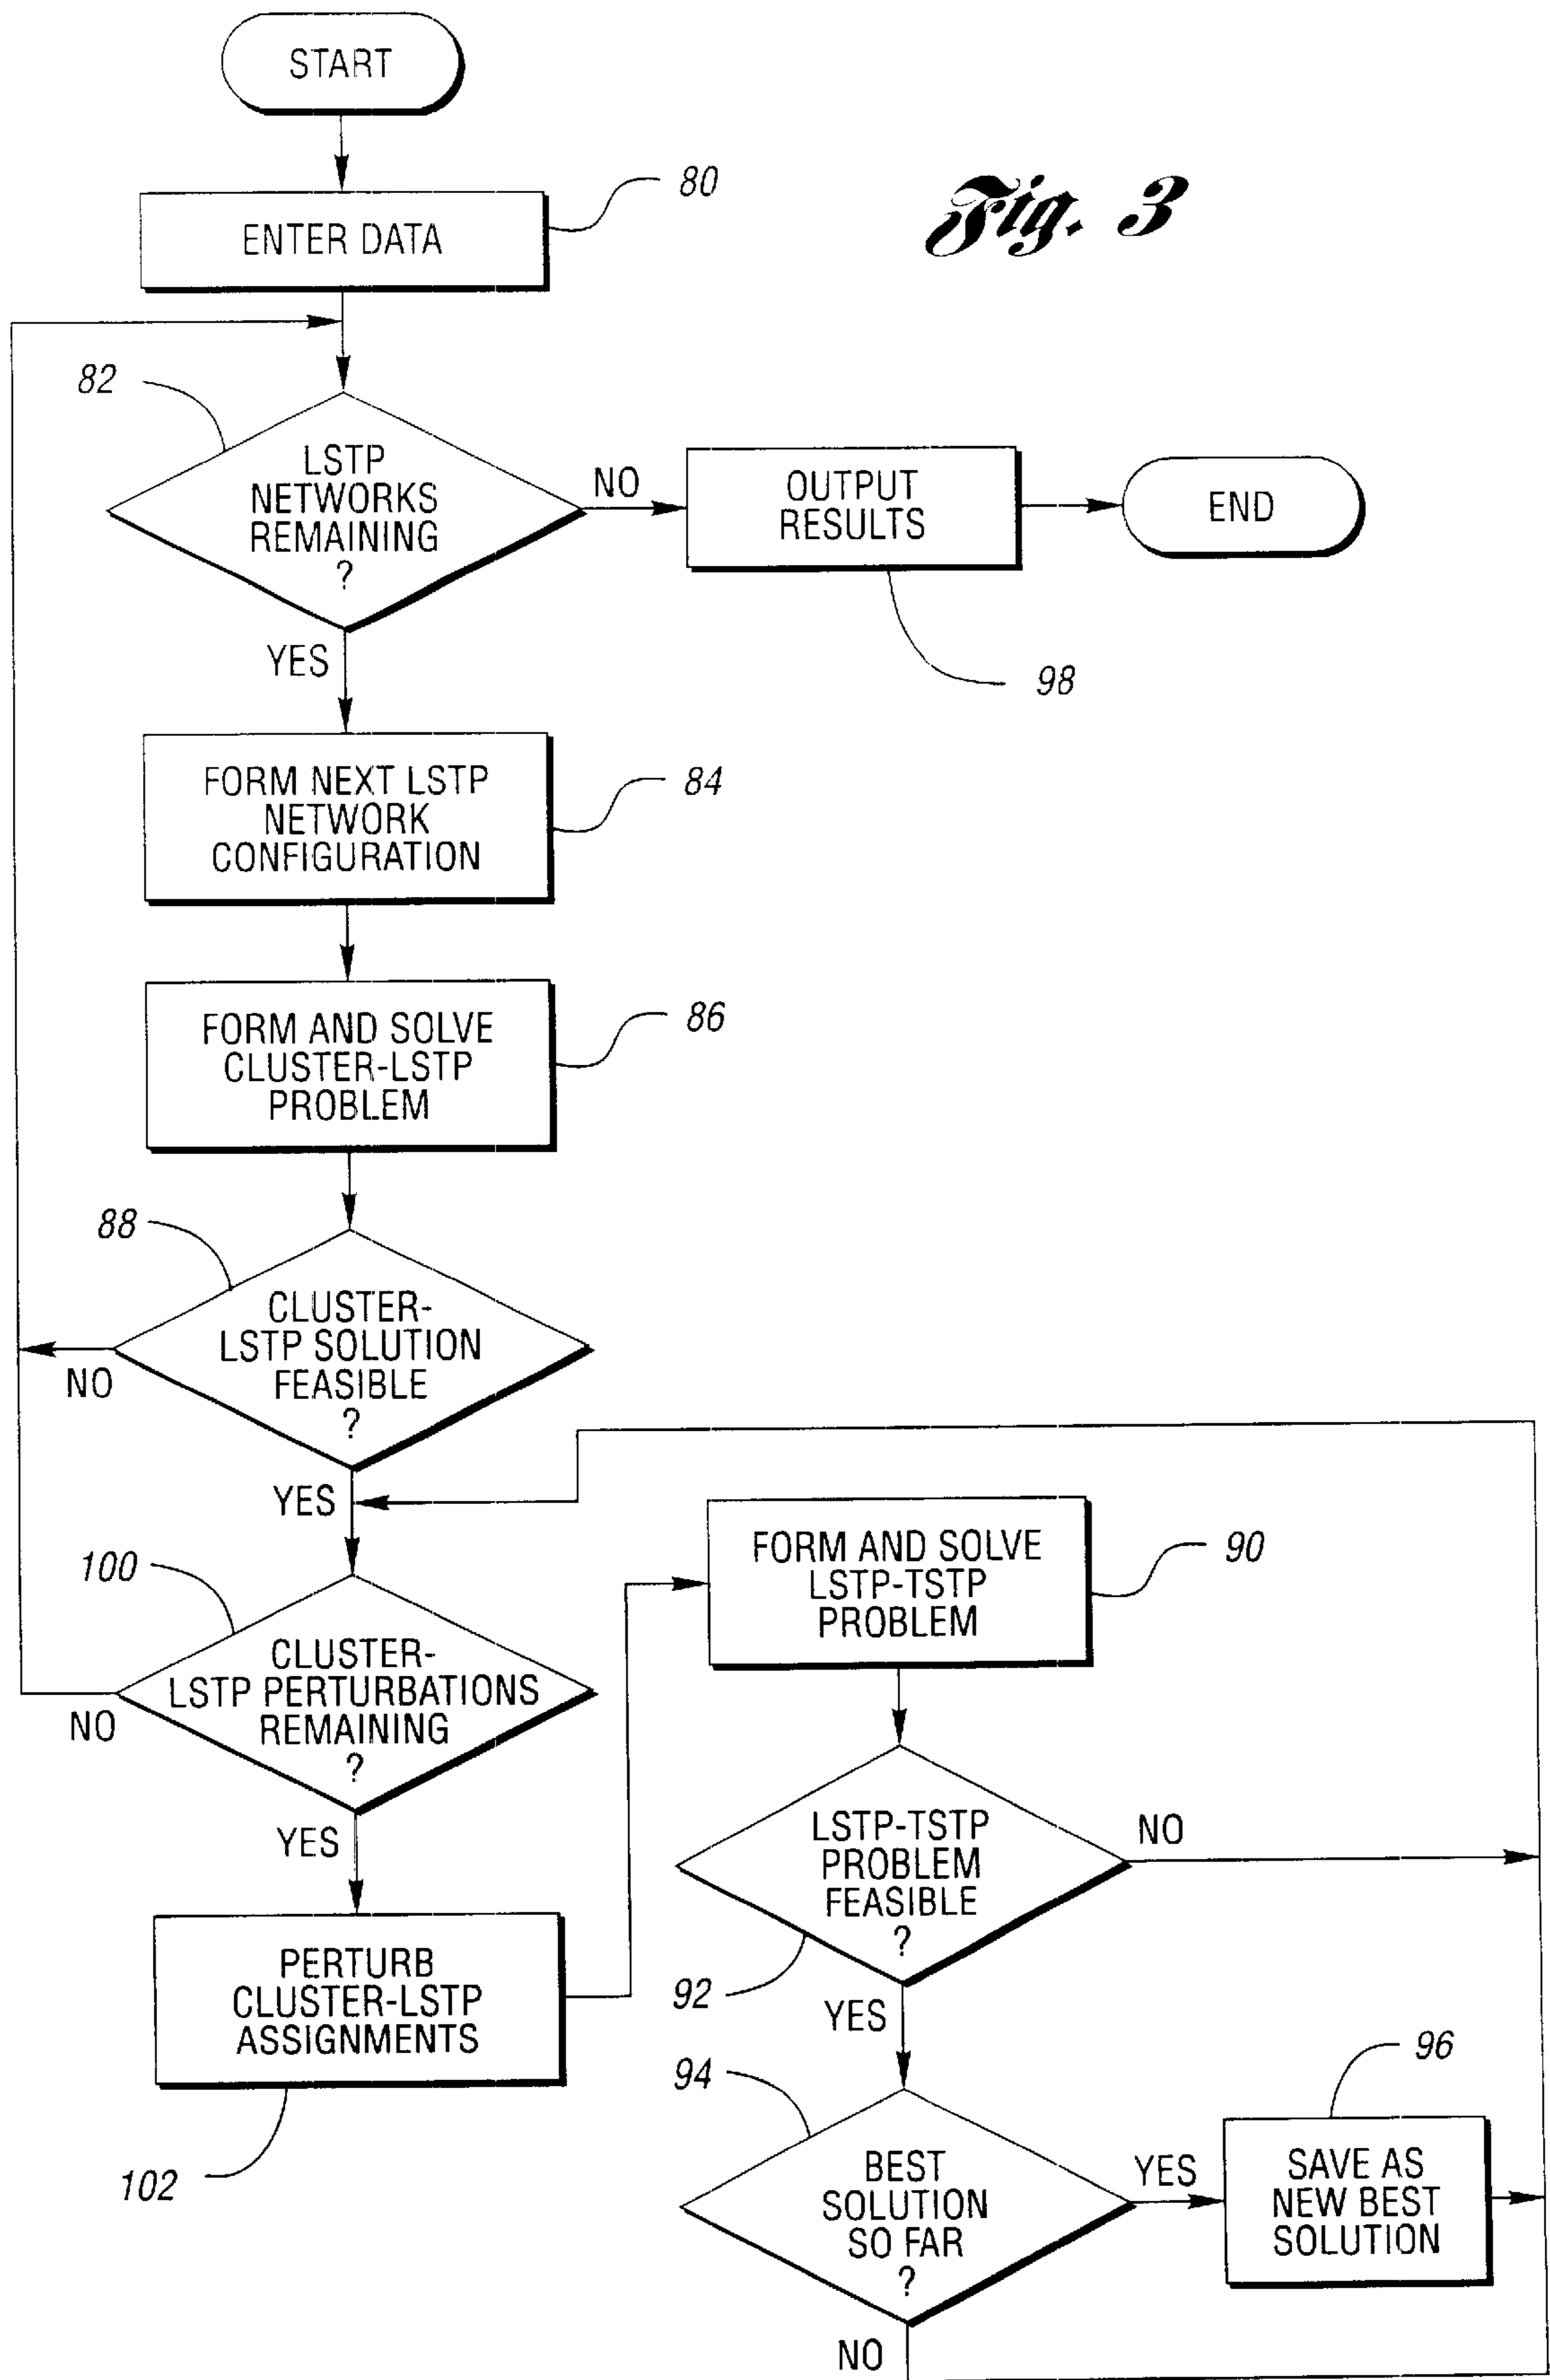 START
80
ENTER DATA
Fig. 3
82
LSTP
NETWORKS
REMAINING
?
NO
OUTPUT
RESULTS
END
YES
98
FORM NEXT LSTP
NETWORK
CONFIGURATION
84
FORM AND SOLVE
CLUSTER-LSTP
PROBLEM
86
88
CLUSTER-
LSTP SOLUTION
FEASIBLE
?
NO
YES
100
CLUSTER-
LSTP PERTURBATIONS
REMAINING
?
NO
YES
PERTURB
CLUSTER-LSTP
ASSIGNMENTS
102
FORM AND SOLVE
LSTP-TSTP
PROBLEM
90
LSTP-TSTP
PROBLEM
FEASIBLE
?
NO
92
YES
94
BEST
SOLUTION
SO FAR
?
YES
96
SAVE AS
NEW BEST
SOLUTION
NO